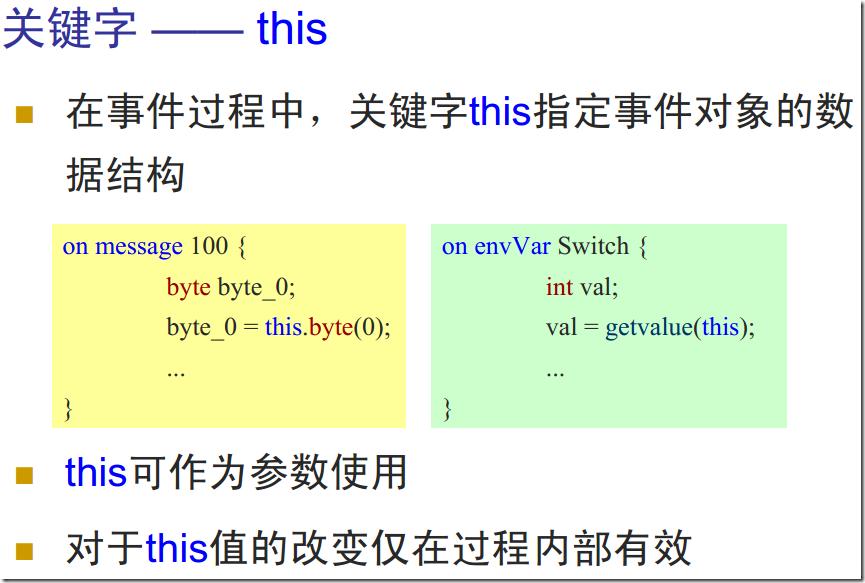 关键字 —— this
■ 在事件过程中，关键字this指定事件对象的数
据结构
on message 100 {
byte byte_0;
byte_0 = this.byte(0);
...
}
on envVar Switch {
int val;
val = getvalue(this);
...
}
■ this可作为参数使用
■ 对于this值的改变仅在过程内部有效